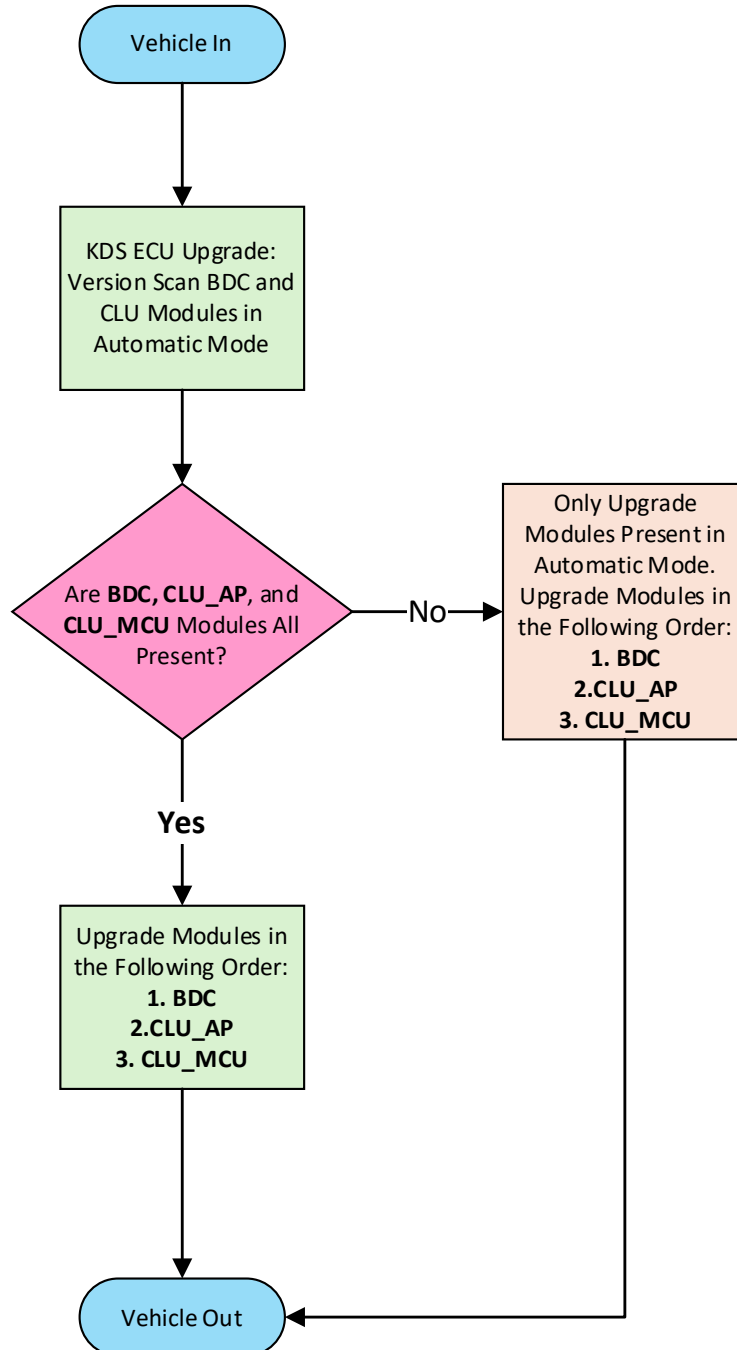 Vehicle In
KDS ECU Upgrade:
Version Scan BDC and
CLU Modules in
Automatic Mode
Are BDC, CLU_AP, and
CLU_MCU Modules All
Present?
No
Only Upgrade
Modules Present in
Automatic Mode.
Upgrade Modules in
the Following Order:
1. BDC
2.CLU_AP
3. CLU_MCU
Yes
Upgrade Modules in
the Following Order:
1. BDC
2.CLU_AP
3. CLU_MCU
Vehicle Out